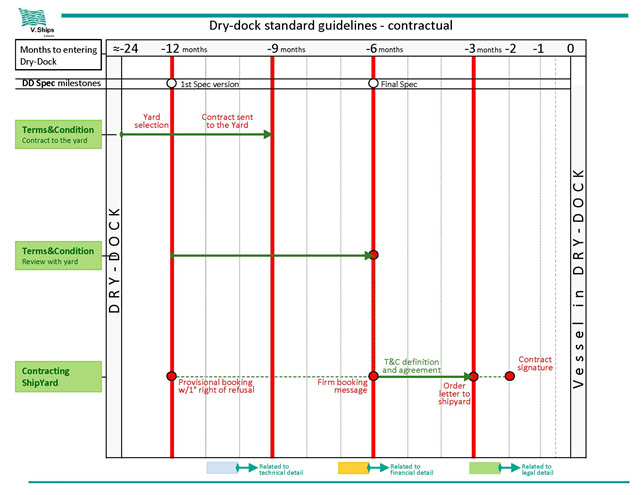 V.Ships
Leisure
Dry-dock standard guidelines - contractual
Months to entering
Dry-Dock
≈-24
-12 months
-9 months
-6 months
-3 months
-2
-1
0
DD Spec milestones
1st Spec version
Final Spec
Terms&Condition
Contract to the yard
Yard
selection
Contract sent
to the Yard
DRY-DOCK
Vessel in DRY-DOCK
Terms&Condition
Review with yard
Contracting
ShipYard
Provisional booking
w/1° right of refusal
Firm booking
message
T&C definition
and agreement
Order
letter to
shipyard
Contract
signature
Related to
technical detail
Related to
financial detail
Related to
legal detail